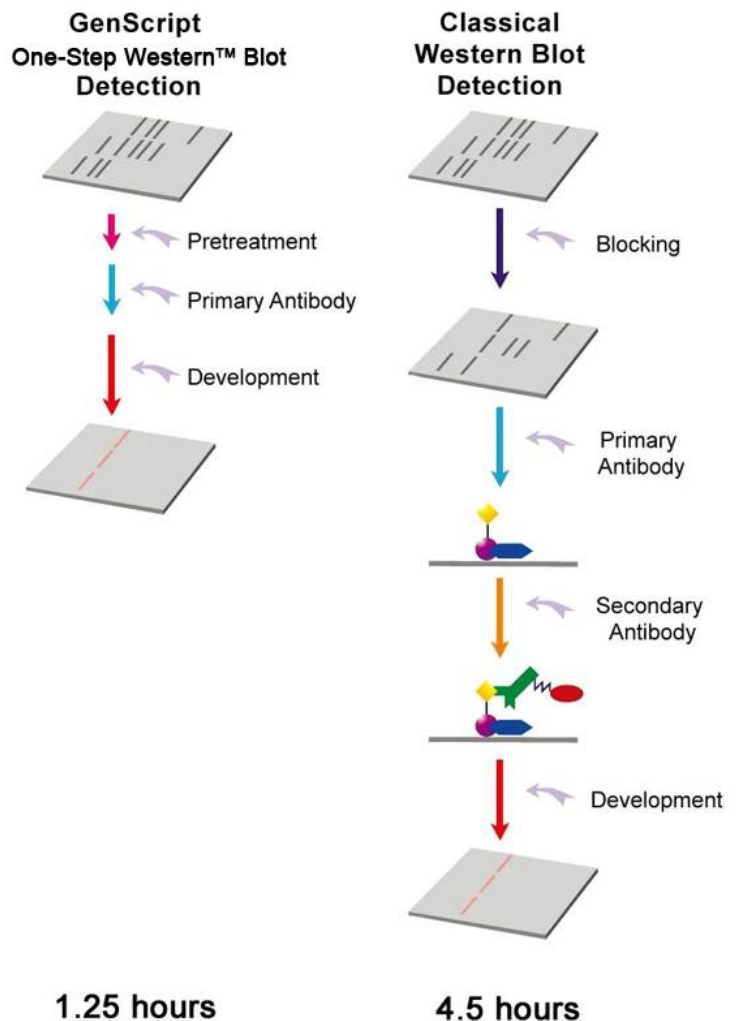 GenScript
One-Step Western™ Blot
Detection
Pretreatment
Primary Antibody
Development
1.25 hours
Classical
Western Blot
Detection
Blocking
Primary
Antibody
Secondary
Antibody
Development
4.5 hours